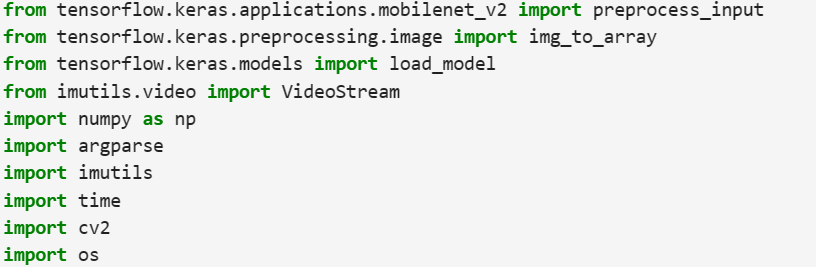 from tensorflow.keras.applications.mobilenet_v2 import preprocess_input
from tensorflow.keras.preprocessing.image import img_to_array
from tensorflow.keras.models import load_model
from imutils.video import VideoStream
import numpy as np
import argparse
import imutils
import time
import cv2
import os